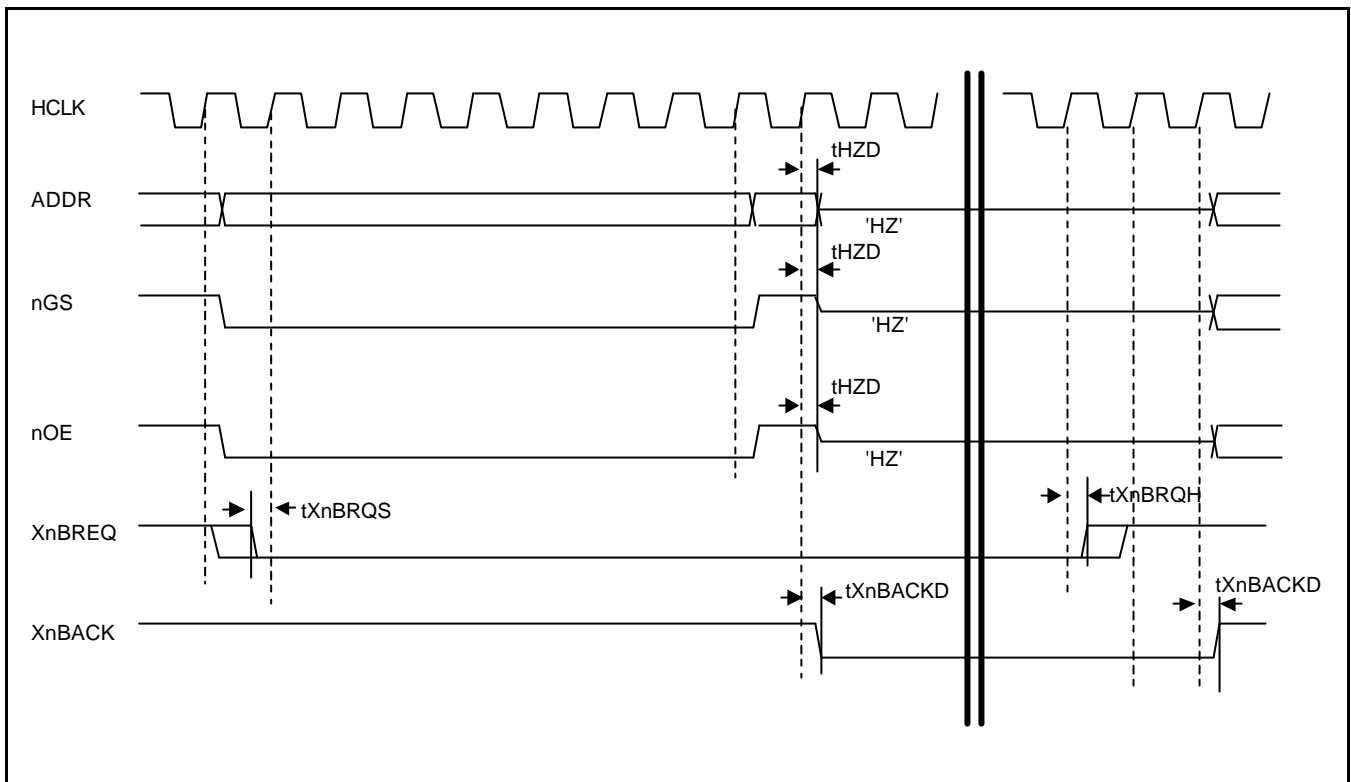 HCLK
tHZD
ADDR
'HZ'
tHZD
nGS
'HZ'
tHZD
nOE
'HZ'
tXnBRQS
tXnBRQH
XnBREQ
tXnBACKD
tXnBACKD
XnBACK